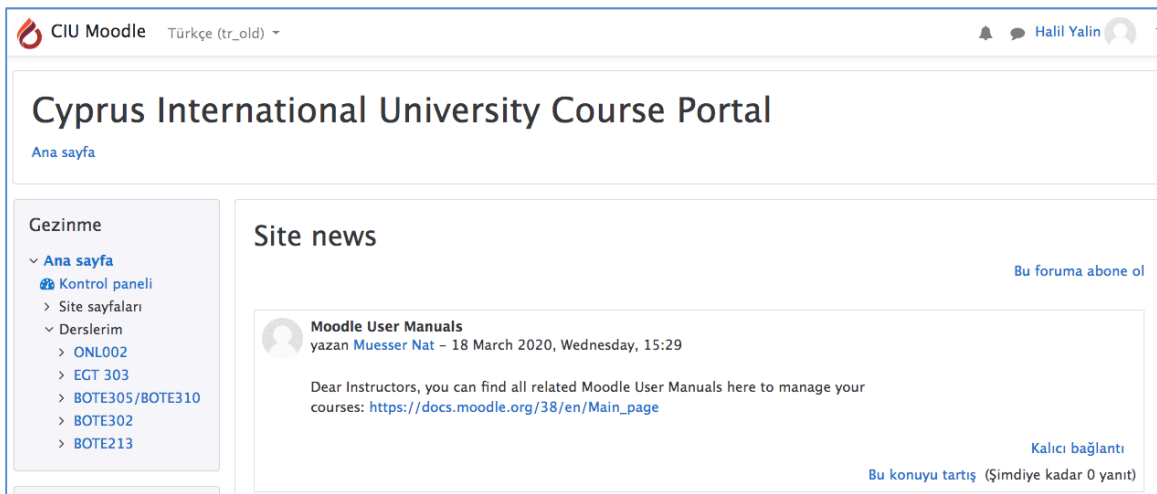 CIU Moodle Türkçe (tr_old)
Halil Yalin
Cyprus International University Course Portal
Ana sayfa
Gezinme
Ana sayfa
Kontrol paneli
Site sayfaları
Derslerim
ONL002
EGT 303
BOTE305/BOTE310
BOTE302
BOTE213
Site news
Bu foruma abone ol
Moodle User Manuals
yazan Muesser Nat – 18 March 2020, Wednesday, 15:29
Dear Instructors, you can find all related Moodle User Manuals here to manage your
courses: https://docs.moodle.org/38/en/Main_page
Kalıcı bağlantı
Bu konuyu tartış (Şimdiye kadar 0 yanıt)